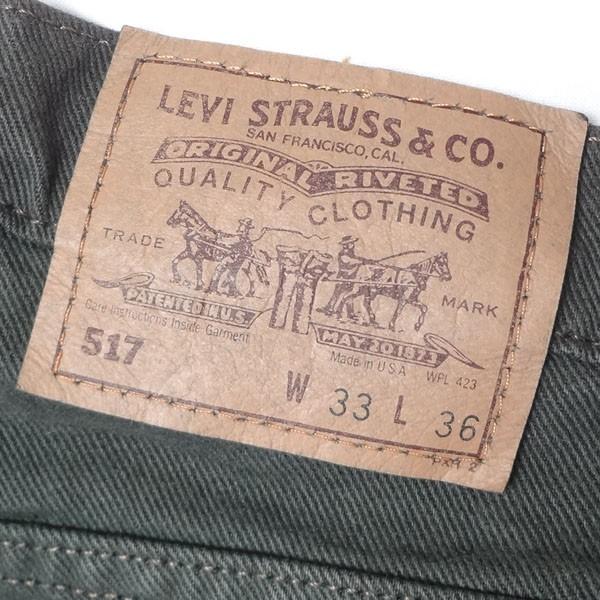 LEVI STRAUSS & CO.
SAN FRANCISCO, CAL.
ORIGINAL RIVETED
QUALITY CLOTHING
TRADE MARK
PATENTED IN U.S. MAY 20 1873
Care Instructions Inside Garment Made in U.S.A WPL 423
517 W 33 L 36